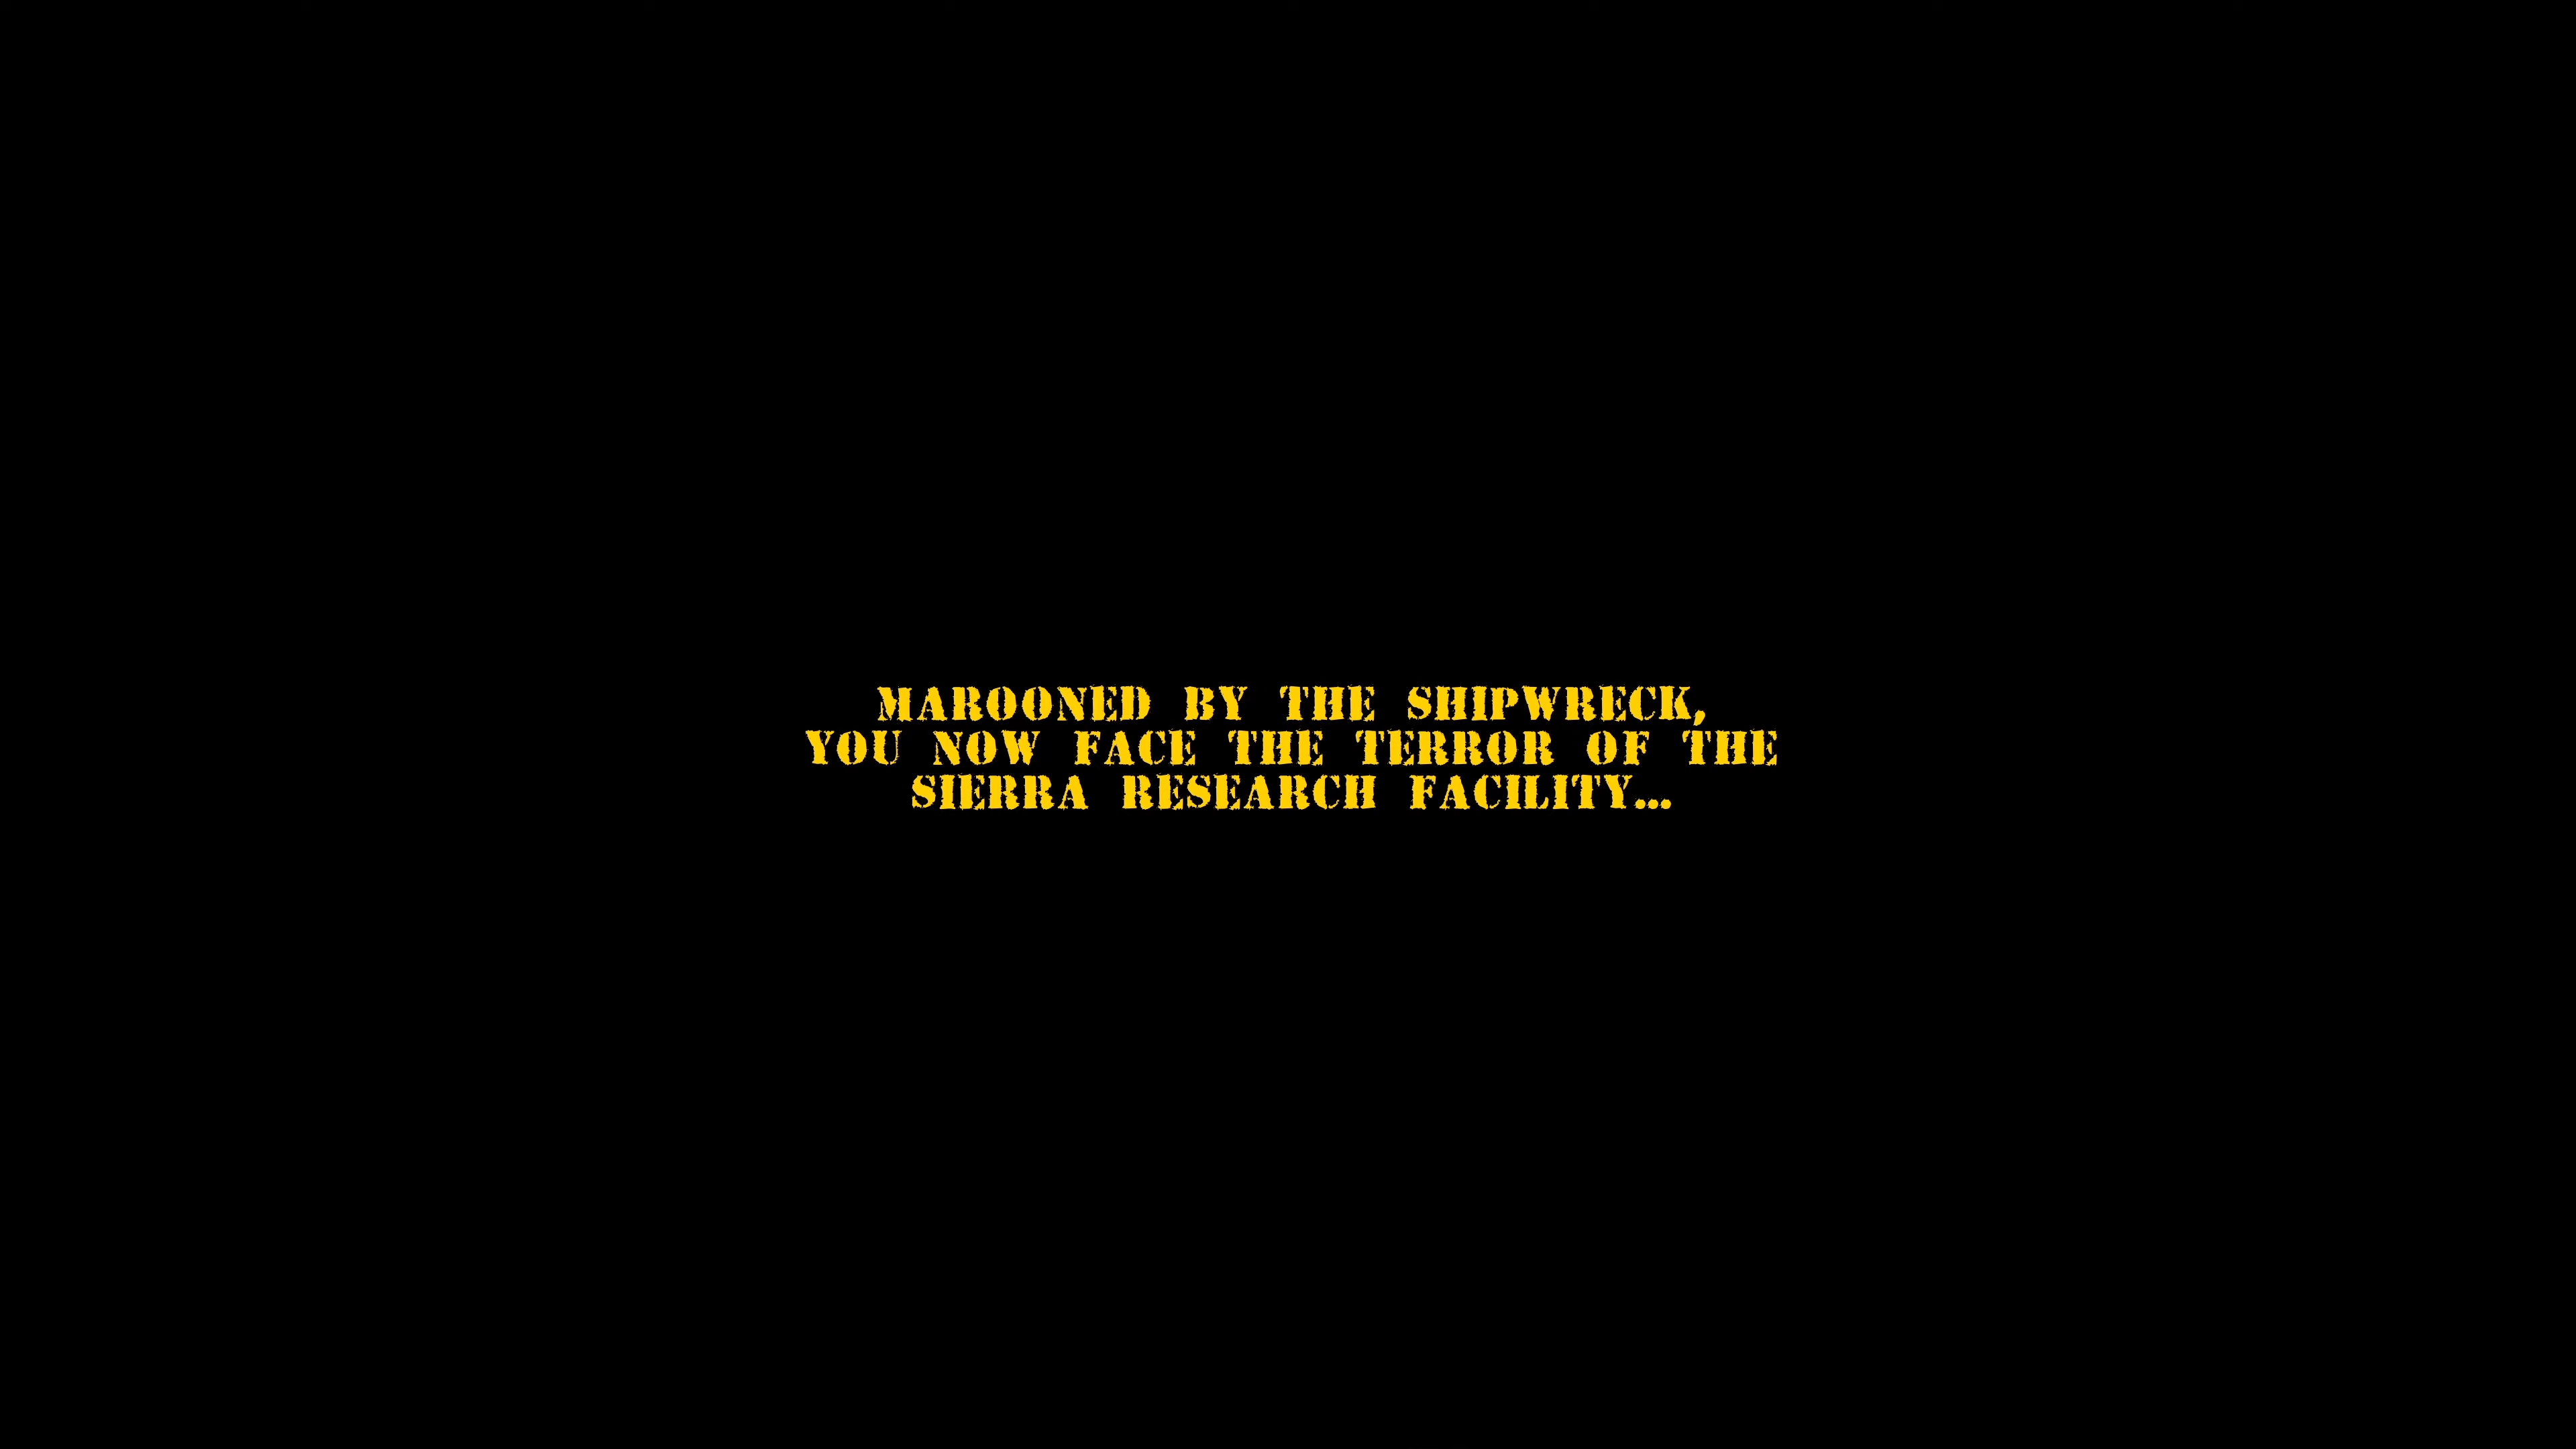 MAROONED BY THE SHIPWRECK,
YOU NOW FACE THE TERROR OF THE
SIERRA RESEARCH FACILITY...